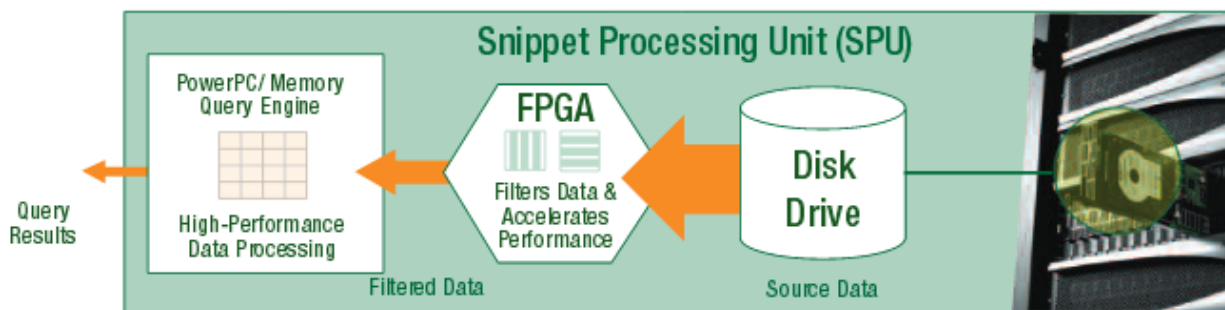 Snippet Processing Unit (SPU)
PowerPC/ Memory
Query Engine
High-Performance
Data Processing
FPGA
Filters Data &
Accelerates
Performance
Disk
Drive
Query
Results
Filtered Data
Source Data